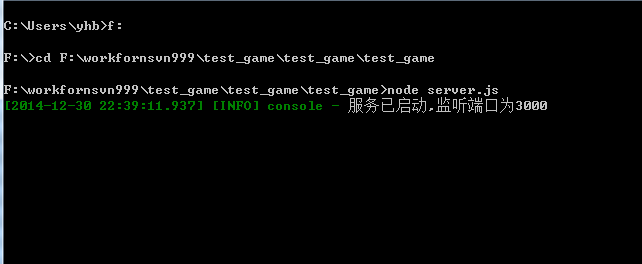 C:\Users\yhb>f:
F:\>cd F:\workfornsvn999\test_game\test_game\test_game
F:\workfornsvn999\test_game\test_game\test_game>node server.js
[2014-12-30 22:39:11.937] [INFO] console - 服务已启动,监听端口为3000